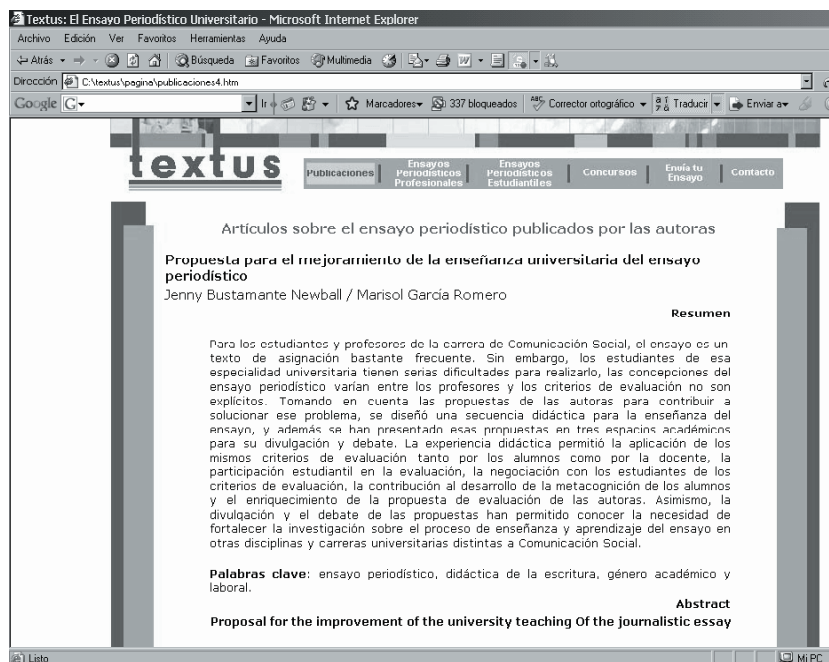 Textus: El Ensayo Periodístico Universitario - Microsoft Internet Explorer
Archivo Edición Ver Favoritos Herramientas Ayuda
Atrás Búsqueda Favoritos Multimedia
Dirección C:\textus\pagina\publicaciones4.htm
Google G Ir Marcadores 337 bloqueados Corrector ortográfico Traducir Enviar a
textus
Publicaciones
Ensayos
Periodísticos
Profesionales
Ensayos
Periodísticos
Estudiantiles
Concursos
Envía tu
Ensayo
Contacto
Artículos sobre el ensayo periodístico publicados por las autoras
Propuesta para el mejoramiento de la enseñanza universitaria del ensayo
periodístico
Jenny Bustamante Newball / Marisol García Romero
Resumen
Para los estudiantes y profesores de la carrera de Comunicación Social, el ensayo es un
texto de asignación bastante frecuente. Sin embargo, los estudiantes de esa
especialidad universitaria tienen serias dificultades para realizarlo, las concepciones del
ensayo periodístico varían entre los profesores y los criterios de evaluación no son
explícitos. Tomando en cuenta las propuestas de las autoras para contribuir a
solucionar ese problema, se diseñó una secuencia didáctica para la enseñanza del
ensayo, y además se han presentado esas propuestas en tres espacios académicos
para su divulgación y debate. La experiencia didáctica permitió la aplicación de los
mismos criterios de evaluación tanto por los alumnos como por la docente, la
participación estudiantil en la evaluación, la negociación con los estudiantes de los
criterios de evaluación, la contribución al desarrollo de la metacognición de los alumnos
y el enriquecimiento de la propuesta de evaluación de las autoras. Asimismo, la
divulgación y el debate de las propuestas han permitido conocer la necesidad de
fortalecer la investigación sobre el proceso de enseñanza y aprendizaje del ensayo en
otras disciplinas y carreras universitarias distintas a Comunicación Social.
Palabras clave: ensayo periodístico, didáctica de la escritura, género académico y
laboral.
Abstract
Proposal for the improvement of the university teaching Of the journalistic essay
Listo Mi PC